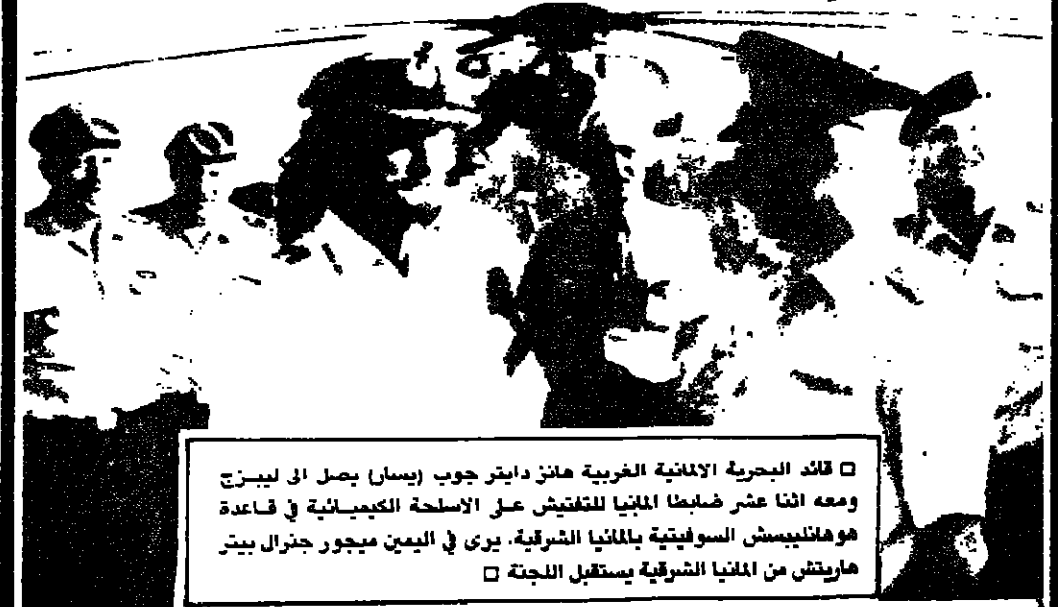 □ قائد البحرية الالمانية الغربية هانز دايتر جوب (يسار) يصل الى ليبزج
ومعه اثنا عشر ضابطا المانيا للتفتيش على الاسلحة الكيميائية في قاعدة
هوهانليبسش السوفيتية بالمانيا الشرقية. يرى في اليمين ميجور جنرال بيتر
هاريتش من المانيا الشرقية يستقبل اللجنة □